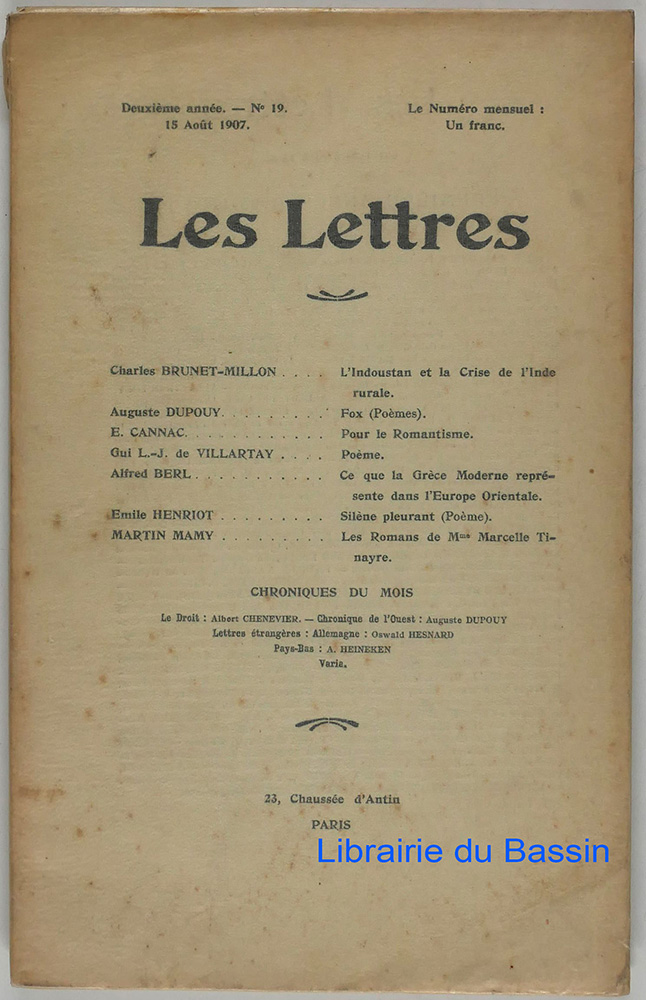 Deuxième année. — Nº 19.
15 Août 1907.
Le Numéro mensuel :
Un franc.
Les Lettres
Charles BRUNET-MILLON . . . . L'Indoustan et la Crise de l'Inde
rurale.
Auguste DUPOUY. . . . . . . . . Fox (Poèmes).
E. CANNAC. . . . . . . . . . . . Pour le Romantisme.
Gui L.-J. de VILLARTAY . . . . Poème.
Alfred BERL . . . . . . . . . . . Ce que la Grèce Moderne repré-
sente dans l'Europe Orientale.
Emile HENRIOT . . . . . . . . . Silène pleurant (Poème).
MARTIN MAMY . . . . . . . . . Les Romans de Mme Marcelle Ti-
nayre.
CHRONIQUES DU MOIS
Le Droit : Albert CHENEVIER. — Chronique de l'Ouest : Auguste DUPOUY
Lettres étrangères : Allemagne : Oswald HESNARD
Pays-Bas : A. HEINEKEN
Varia.
23, Chaussée d'Antin
PARIS
Librairie du Bassin